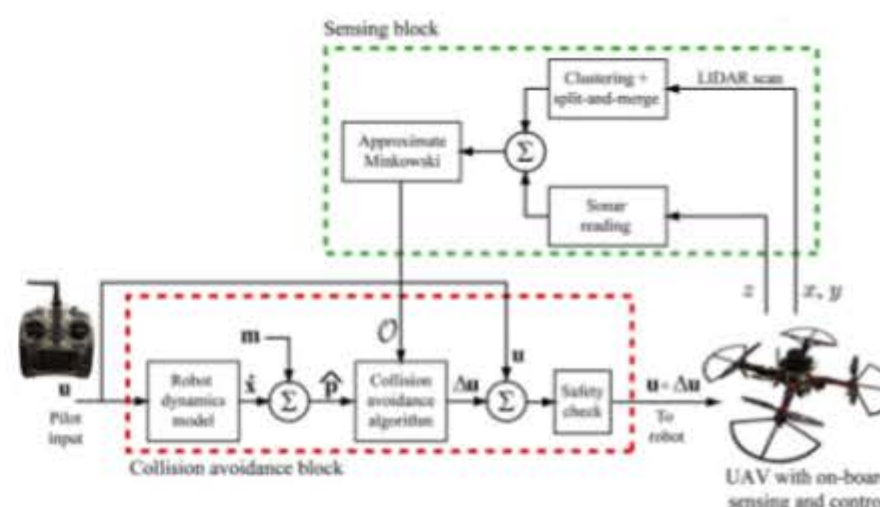 Sensing block
Clustering +
split-and-merge
LIDAR scan
Approximate
Minkowski
Σ
Sonar
reading
z
x, y
𝒪
m
u
u
Pilot
input
Robot
dynamics
model
Σ
p̂
Collision
avoidance
algorithm
Δu
Σ
Safety
check
u + Δu
To
robot
Collision avoidance block
UAV with on-boar
sensing and contro